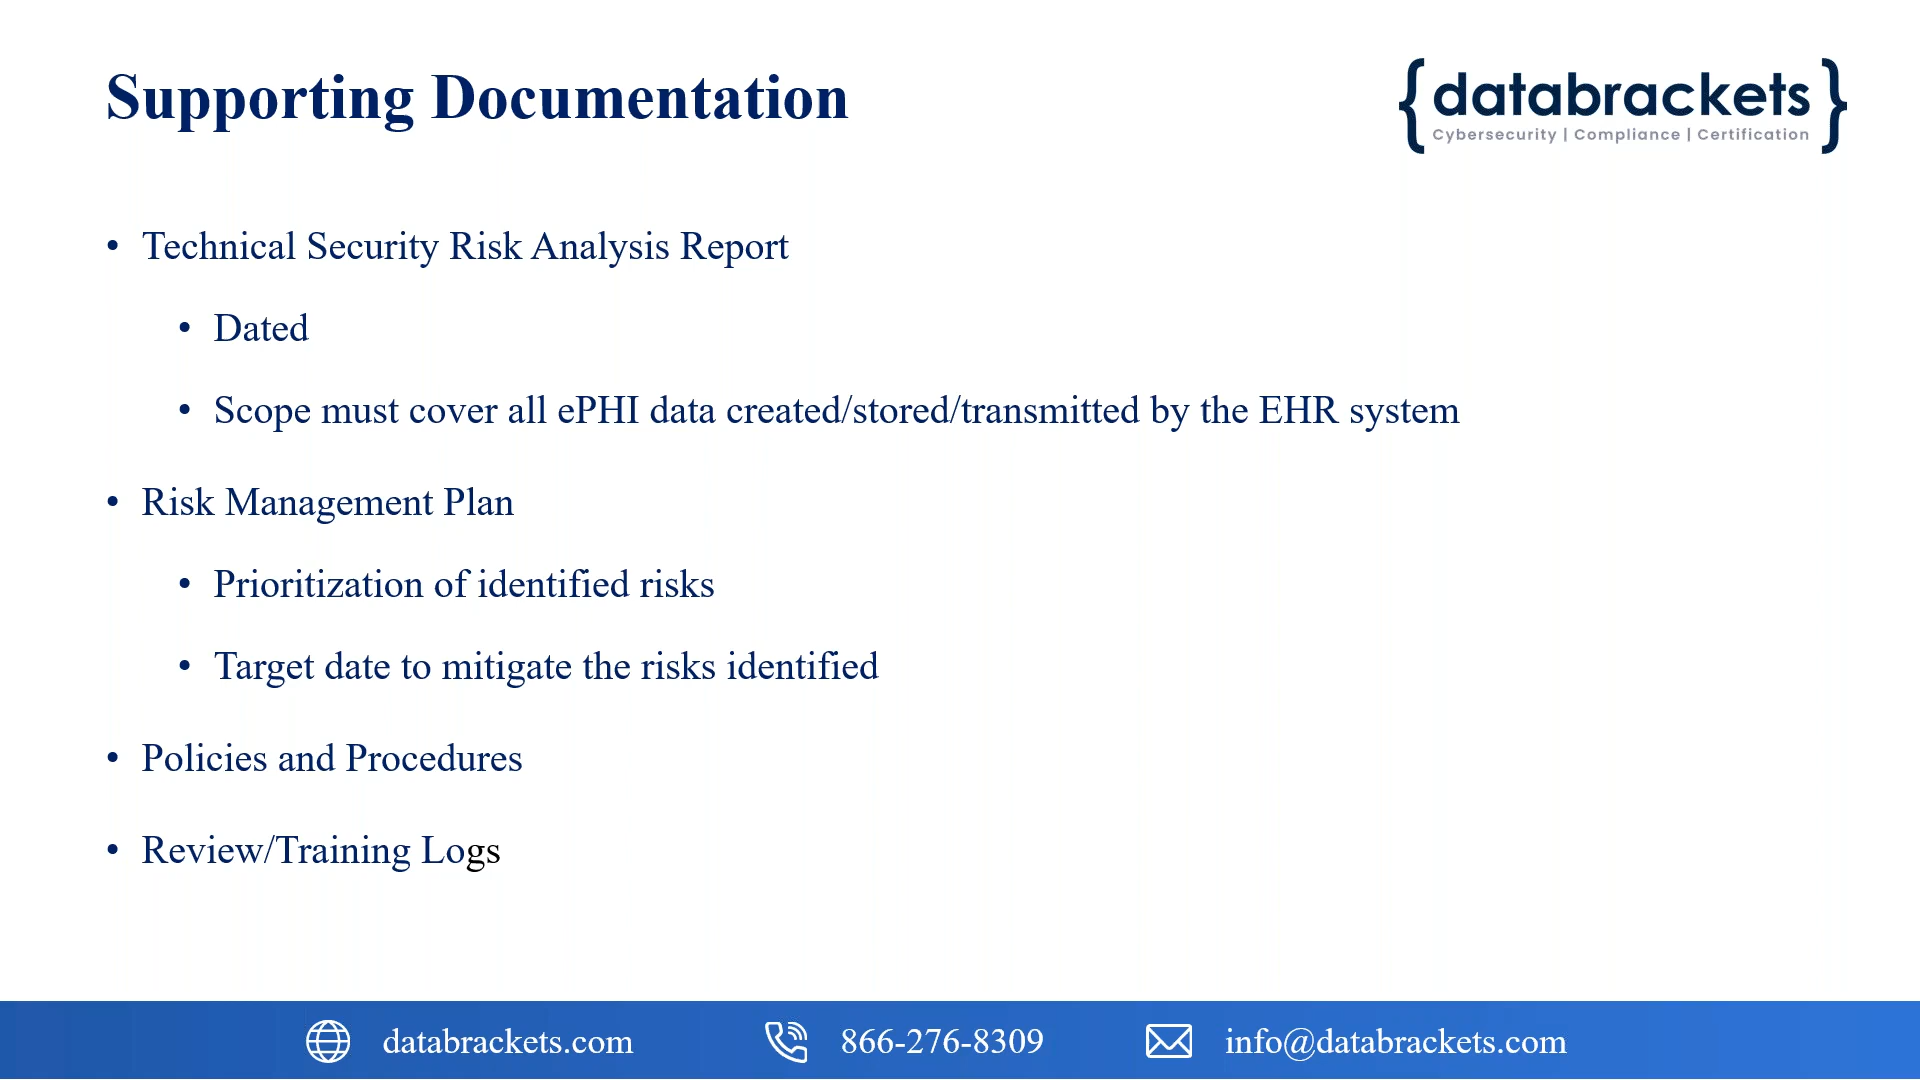 Supporting Documentation
{databrackets}
Cybersecurity | Compliance | Certification
• Technical Security Risk Analysis Report
• Dated
• Scope must cover all ePHI data created/stored/transmitted by the EHR system
• Risk Management Plan
• Prioritization of identified risks
• Target date to mitigate the risks identified
• Policies and Procedures
• Review/Training Logs
databrackets.com
866-276-8309
info@databrackets.com